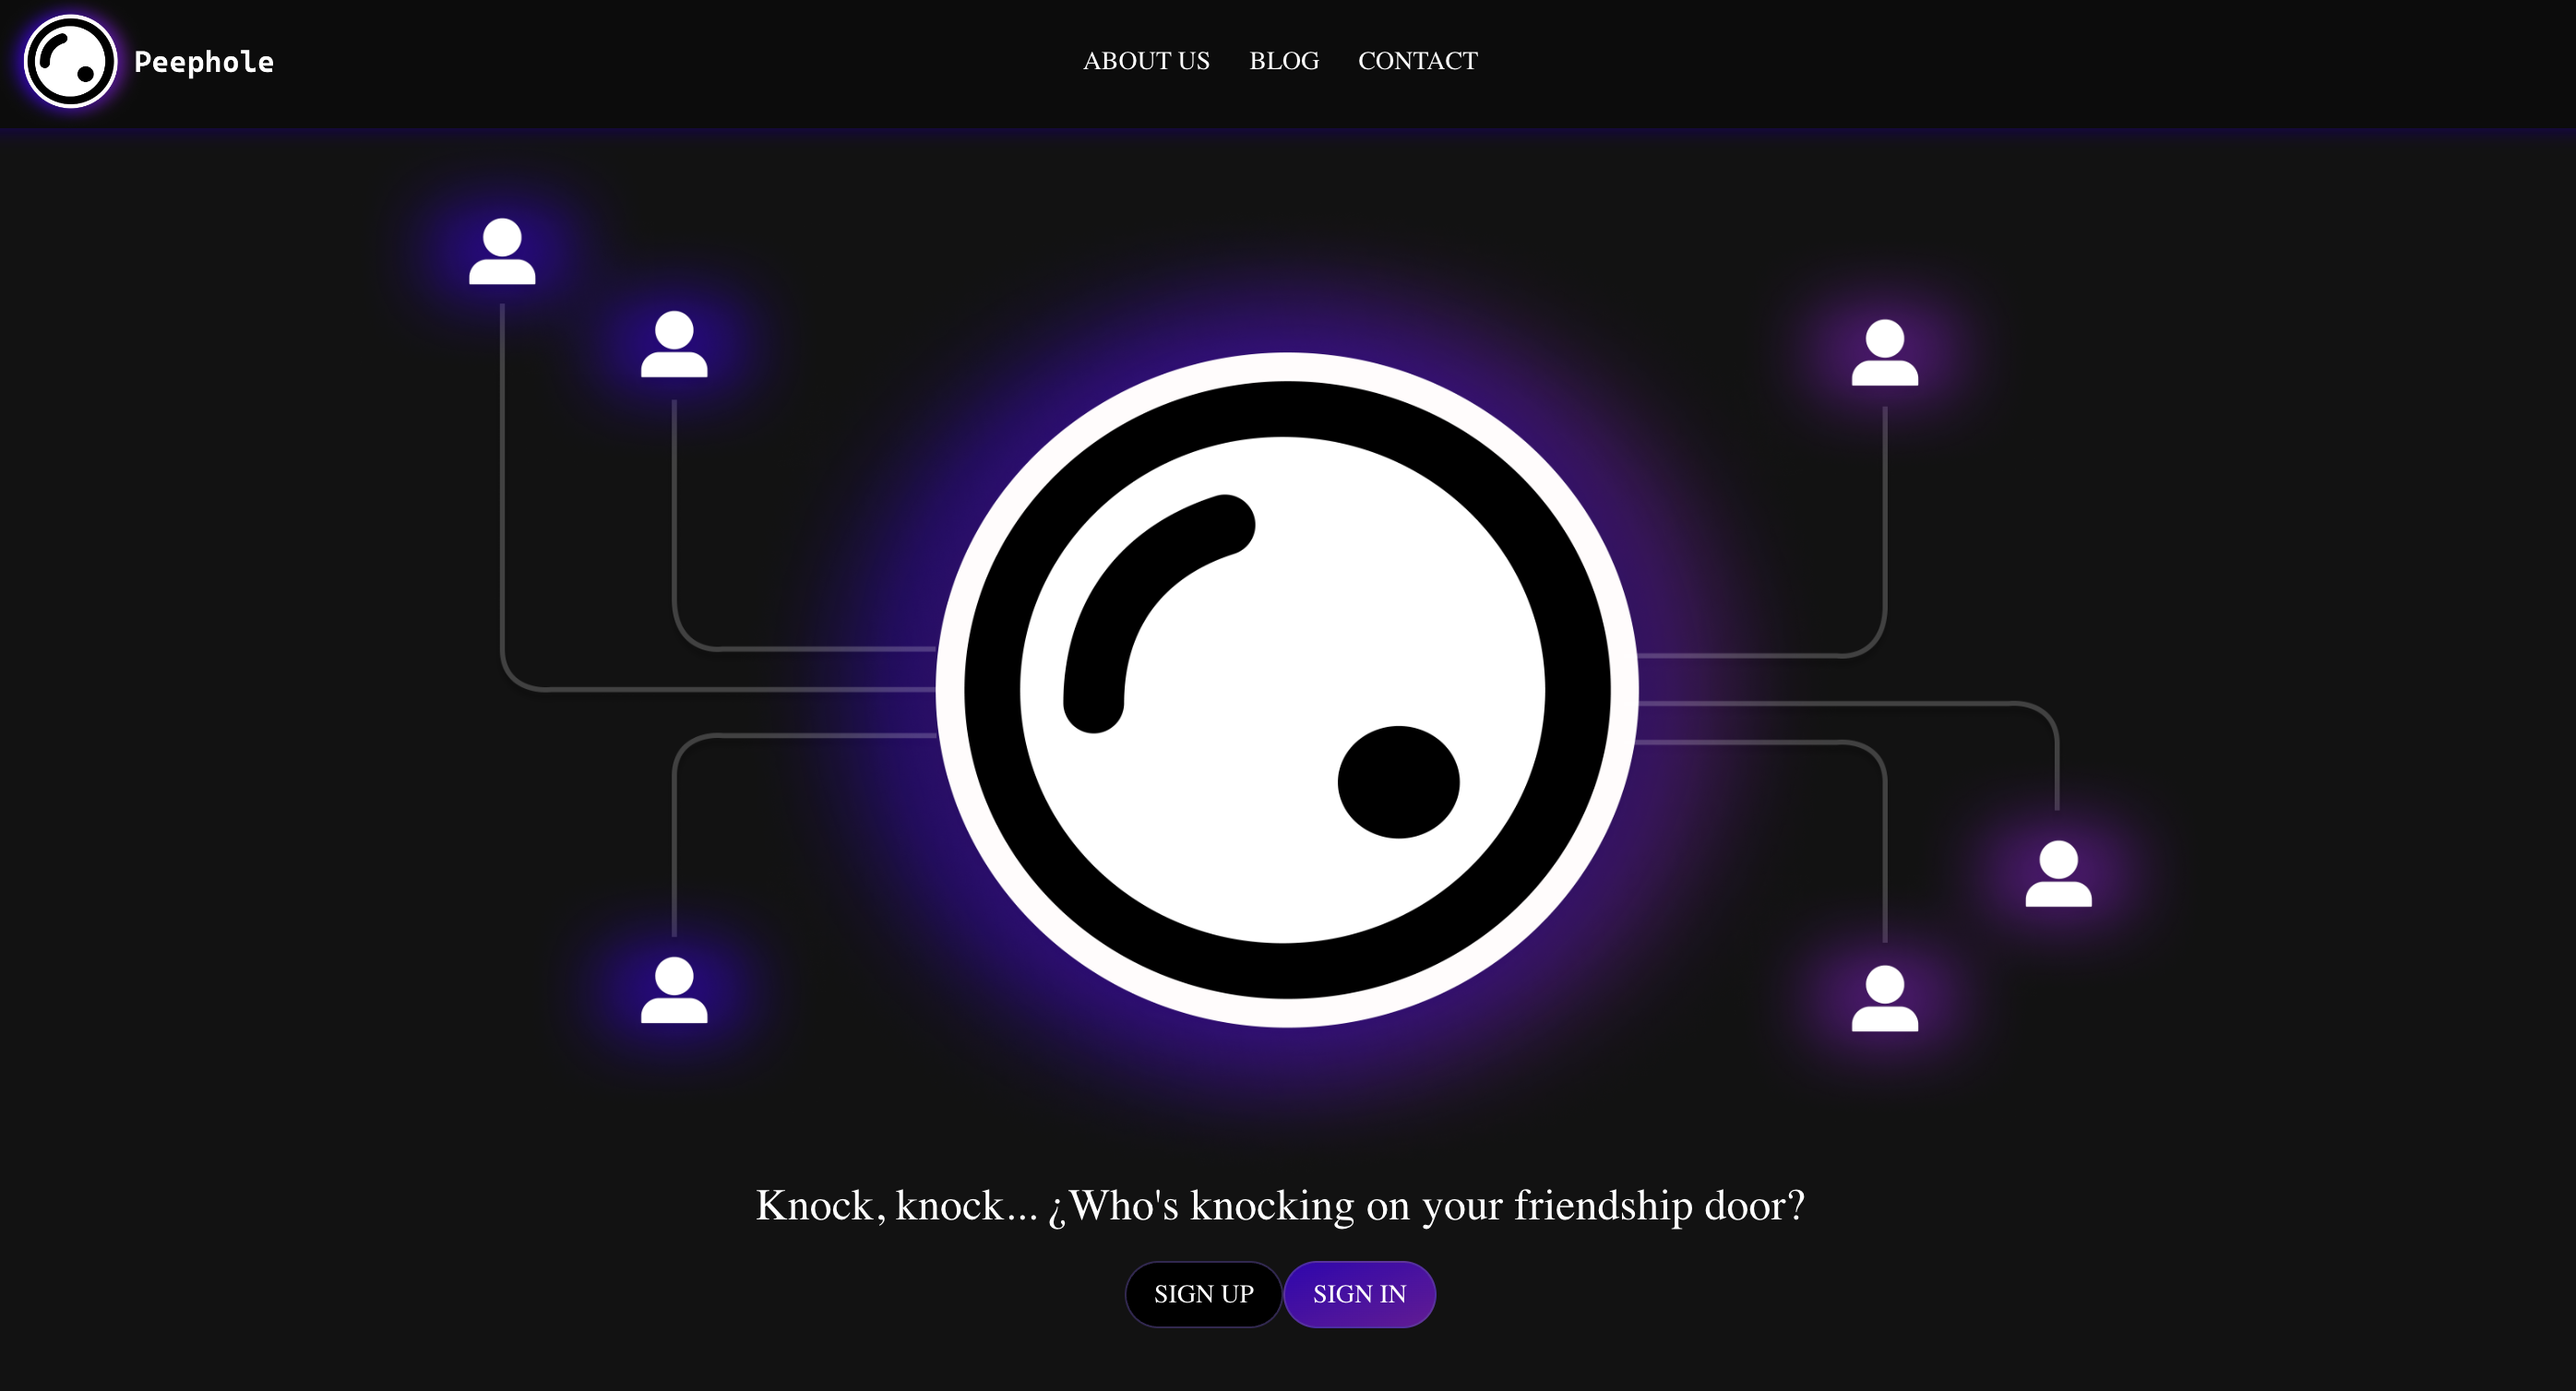 Peephole
ABOUT US BLOG CONTACT
Knock, knock... ¿Who's knocking on your friendship door?
SIGN UP SIGN IN